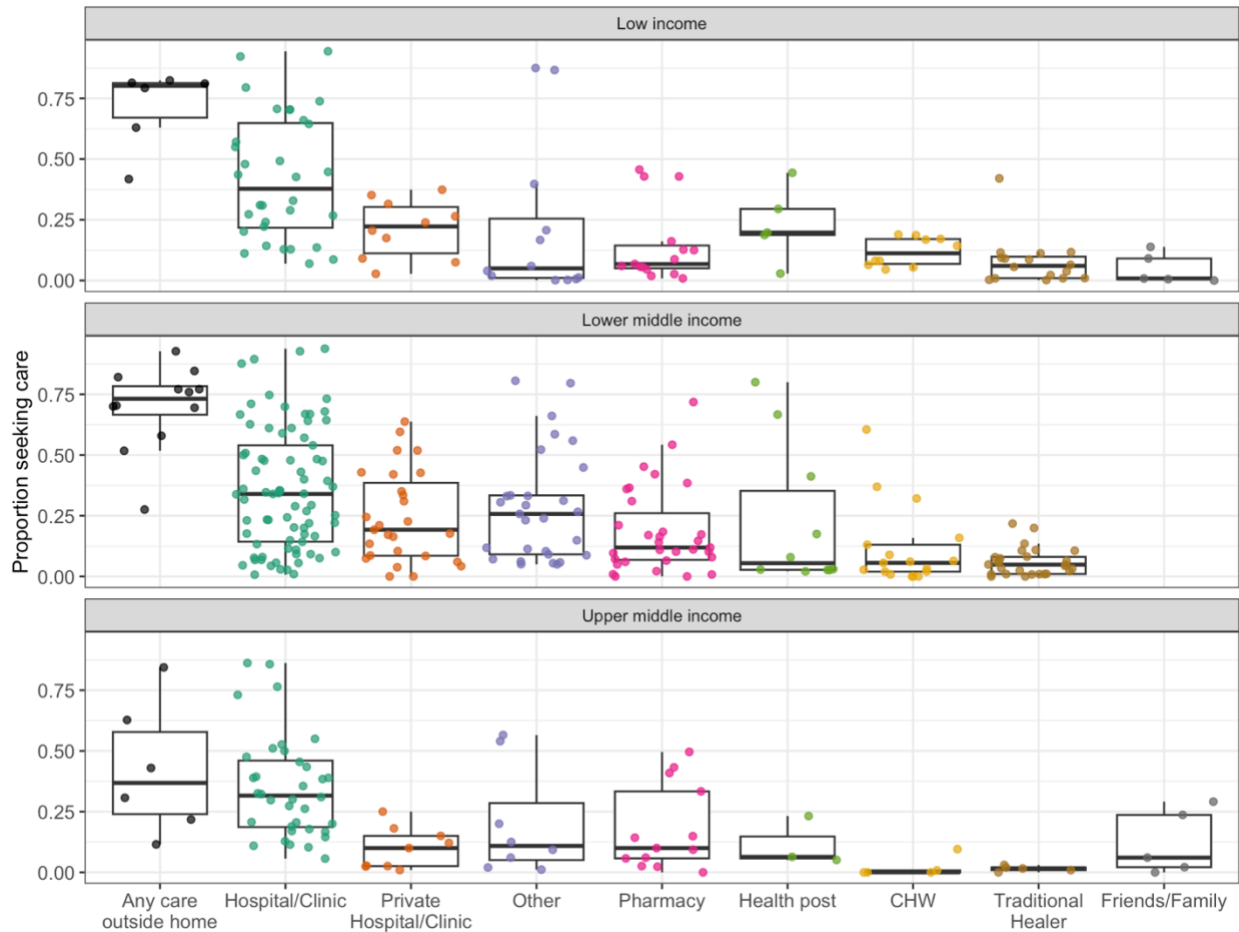 Low income
0.75
0.50
0.25
0.00
Lower middle income
Proportion seeking care
0.75
0.50
0.25
0.00
Upper middle income
0.75
0.50
0.25
0.00
Any care
outside home
Hospital/Clinic
Private
Hospital/Clinic
Other
Pharmacy
Health post
CHW
Traditional
Healer
Friends/Family